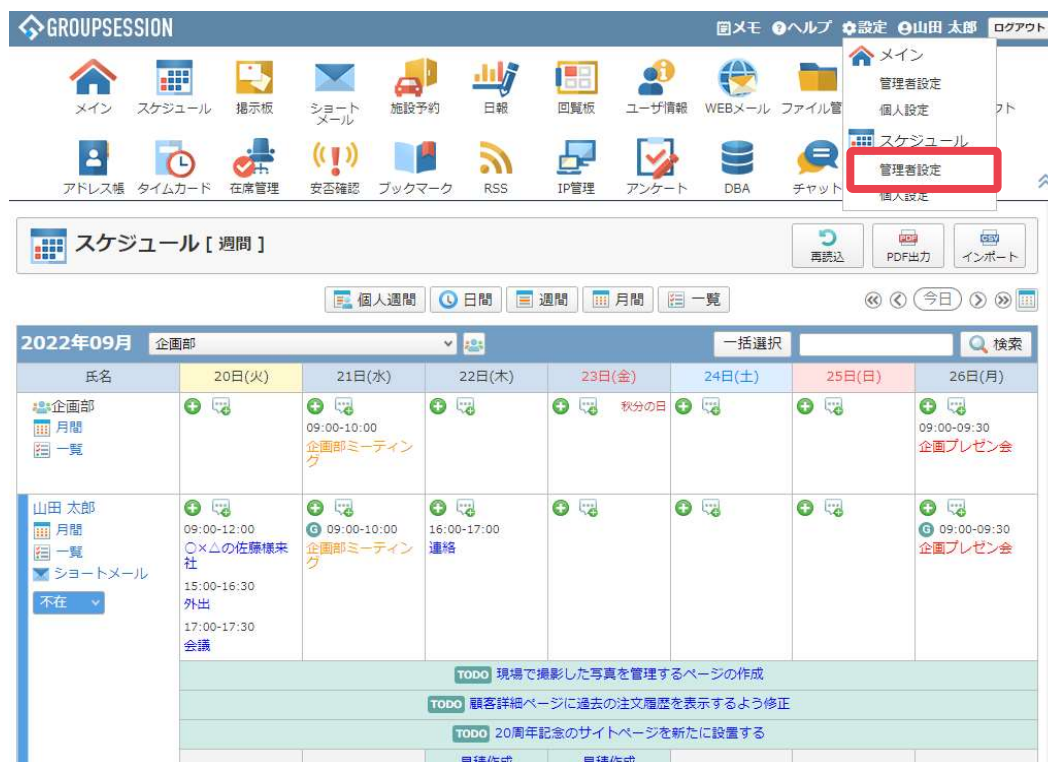 GROUPSESSION
メモ ヘルプ 設定 山田 太郎 ログアウト
メイン
管理者設定
個人設定
スケジュール
管理者設定
個人設定
メイン スケジュール 掲示板 ショートメール 施設予約 日報 回覧板 ユーザ情報 WEBメール ファイル管
アドレス帳 タイムカード 在席管理 安否確認 ブックマーク RSS IP管理 アンケート DBA チャット
スケジュール [ 週間 ]
再読込 PDF出力 インポート
個人週間 日間 週間 月間 一覧 今日
2022年09月 企画部 一括選択 検索
氏名 20日(火) 21日(水) 22日(木) 23日(金) 24日(土) 25日(日) 26日(月)
企画部
月間
一覧
09:00-10:00
企画部ミーティン
グ
秋分の日
09:00-09:30
企画プレゼン会
山田 太郎
月間
一覧
ショートメール
不在
09:00-12:00
○×△の佐藤様来
社
15:00-16:30
外出
17:00-17:30
会議
G 09:00-10:00
企画部ミーティン
グ
16:00-17:00
連絡
G 09:00-09:30
企画プレゼン会
TODO 現場で撮影した写真を管理するページの作成
TODO 顧客詳細ページに過去の注文履歴を表示するよう修正
TODO 20周年記念のサイトページを新たに設置する
見積作成 見積作成